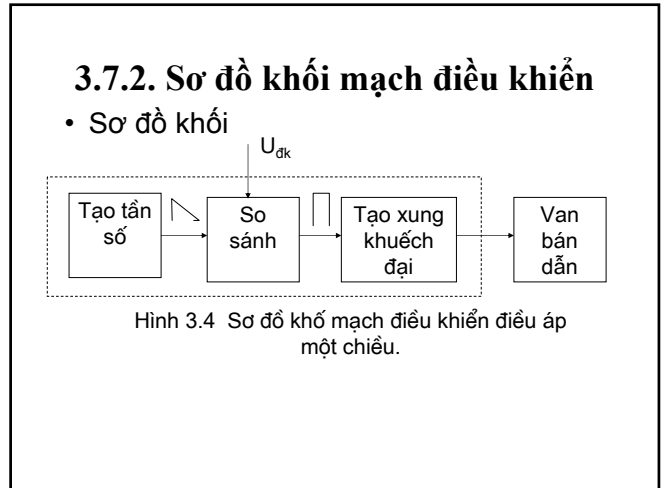 3.7.2. Sơ đồ khối mạch điều khiển
• Sơ đồ khối
Uđk
Tạo tần
số
So
sánh
Tạo xung
khuếch
đại
Van
bán
dẫn
Hình 3.4 Sơ đồ khố mạch điều khiển điều áp
một chiều.